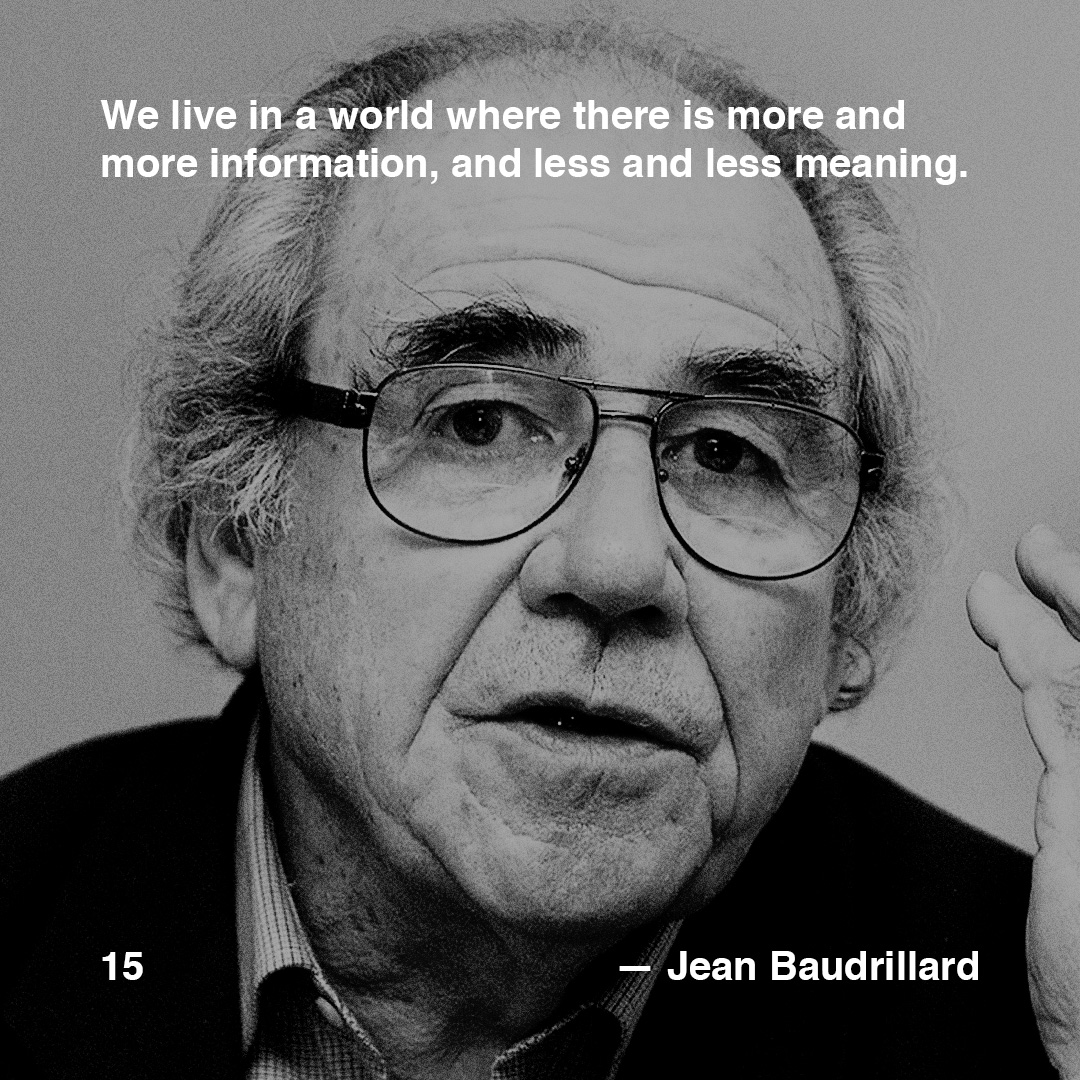 We live in a world where there is more and
more information, and less and less meaning.
15
— Jean Baudrillard